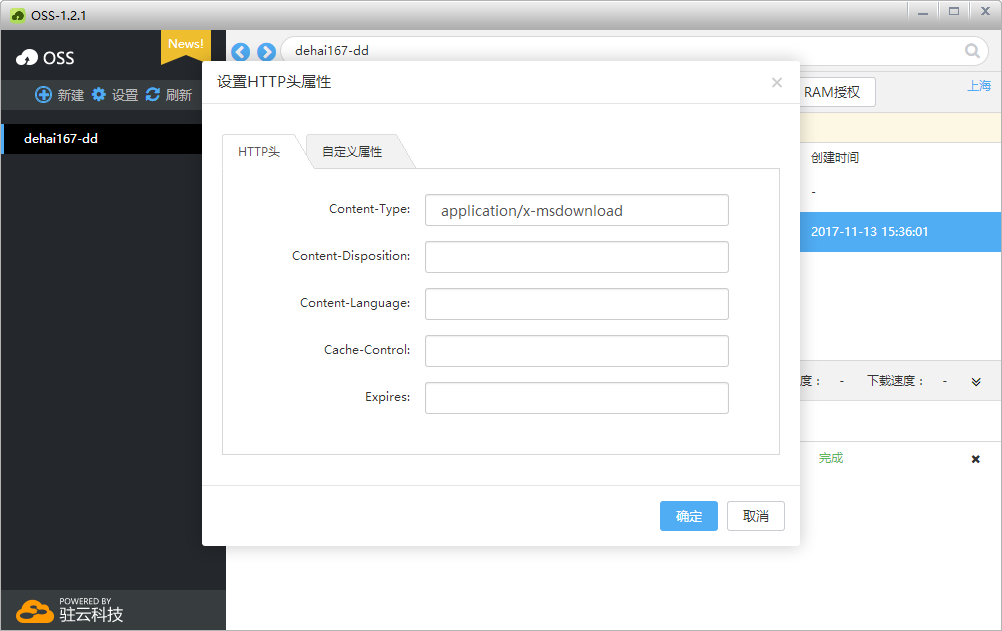 OSS-1.2.1
News!
OSS
dehai167-dd
新建 设置 刷新
RAM授权
上海
dehai167-dd
创建时间
-
2017-11-13 15:36:01
度： - 下载速度： -
完成
设置HTTP头属性
HTTP头 自定义属性
Content-Type: application/x-msdownload
Content-Disposition:
Content-Language:
Cache-Control:
Expires:
确定 取消
POWERED BY
驻云科技